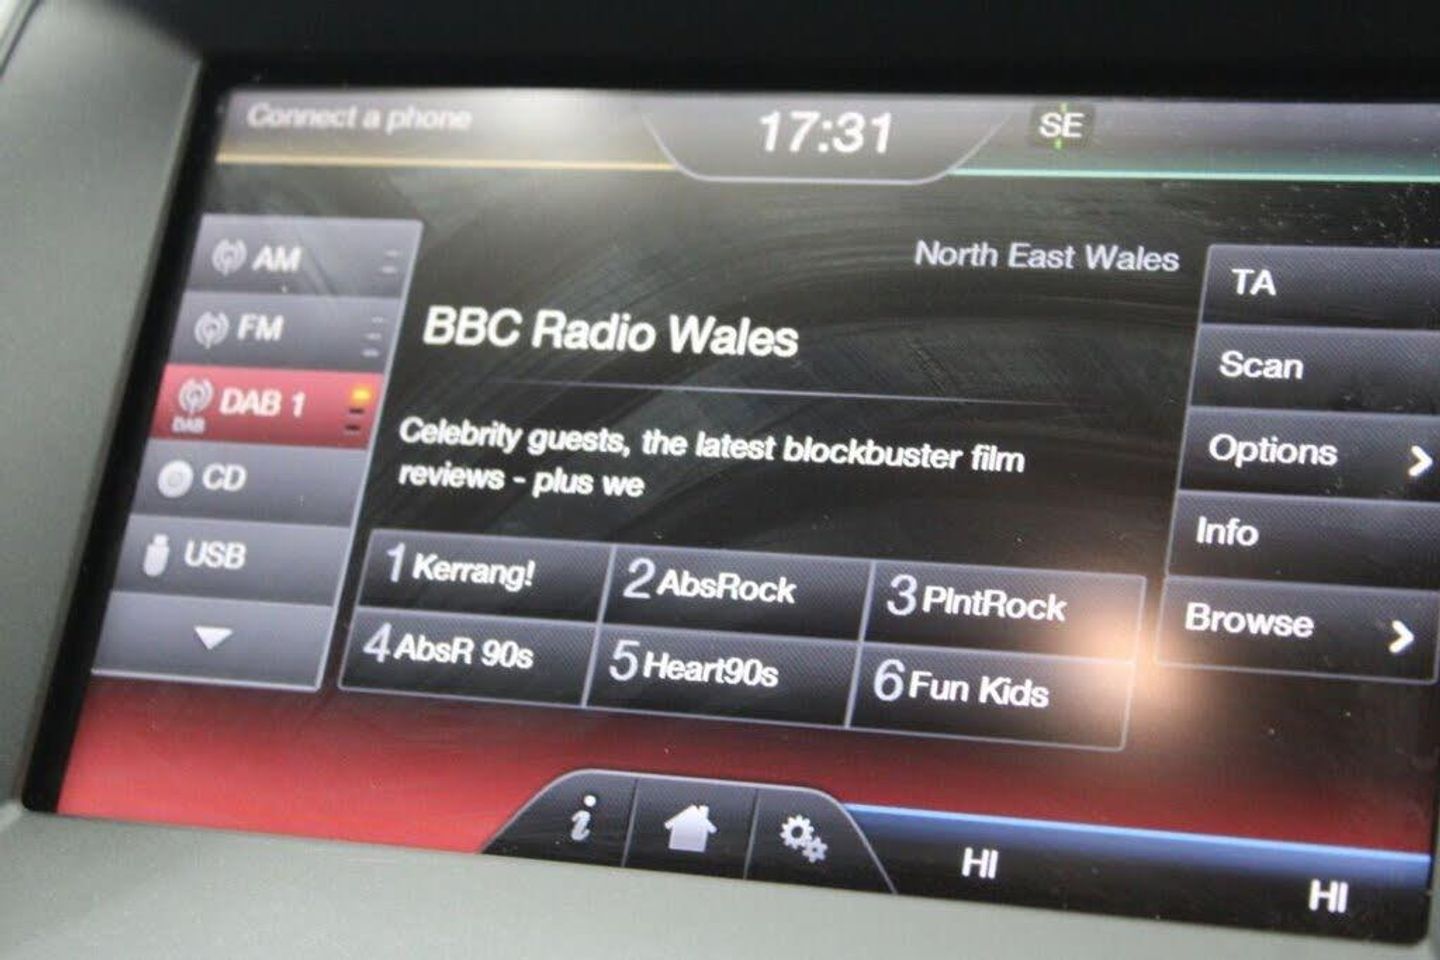 Connect a phone
17:31
SE
AM
FM
DAB 1
DAB
CD
USB
North East Wales
BBC Radio Wales
Celebrity guests, the latest blockbuster film
reviews - plus we
1 Kerrang!
2 AbsRock
3 PlntRock
4 AbsR 90s
5 Heart90s
6 Fun Kids
TA
Scan
Options
Info
Browse
i
HI
HI